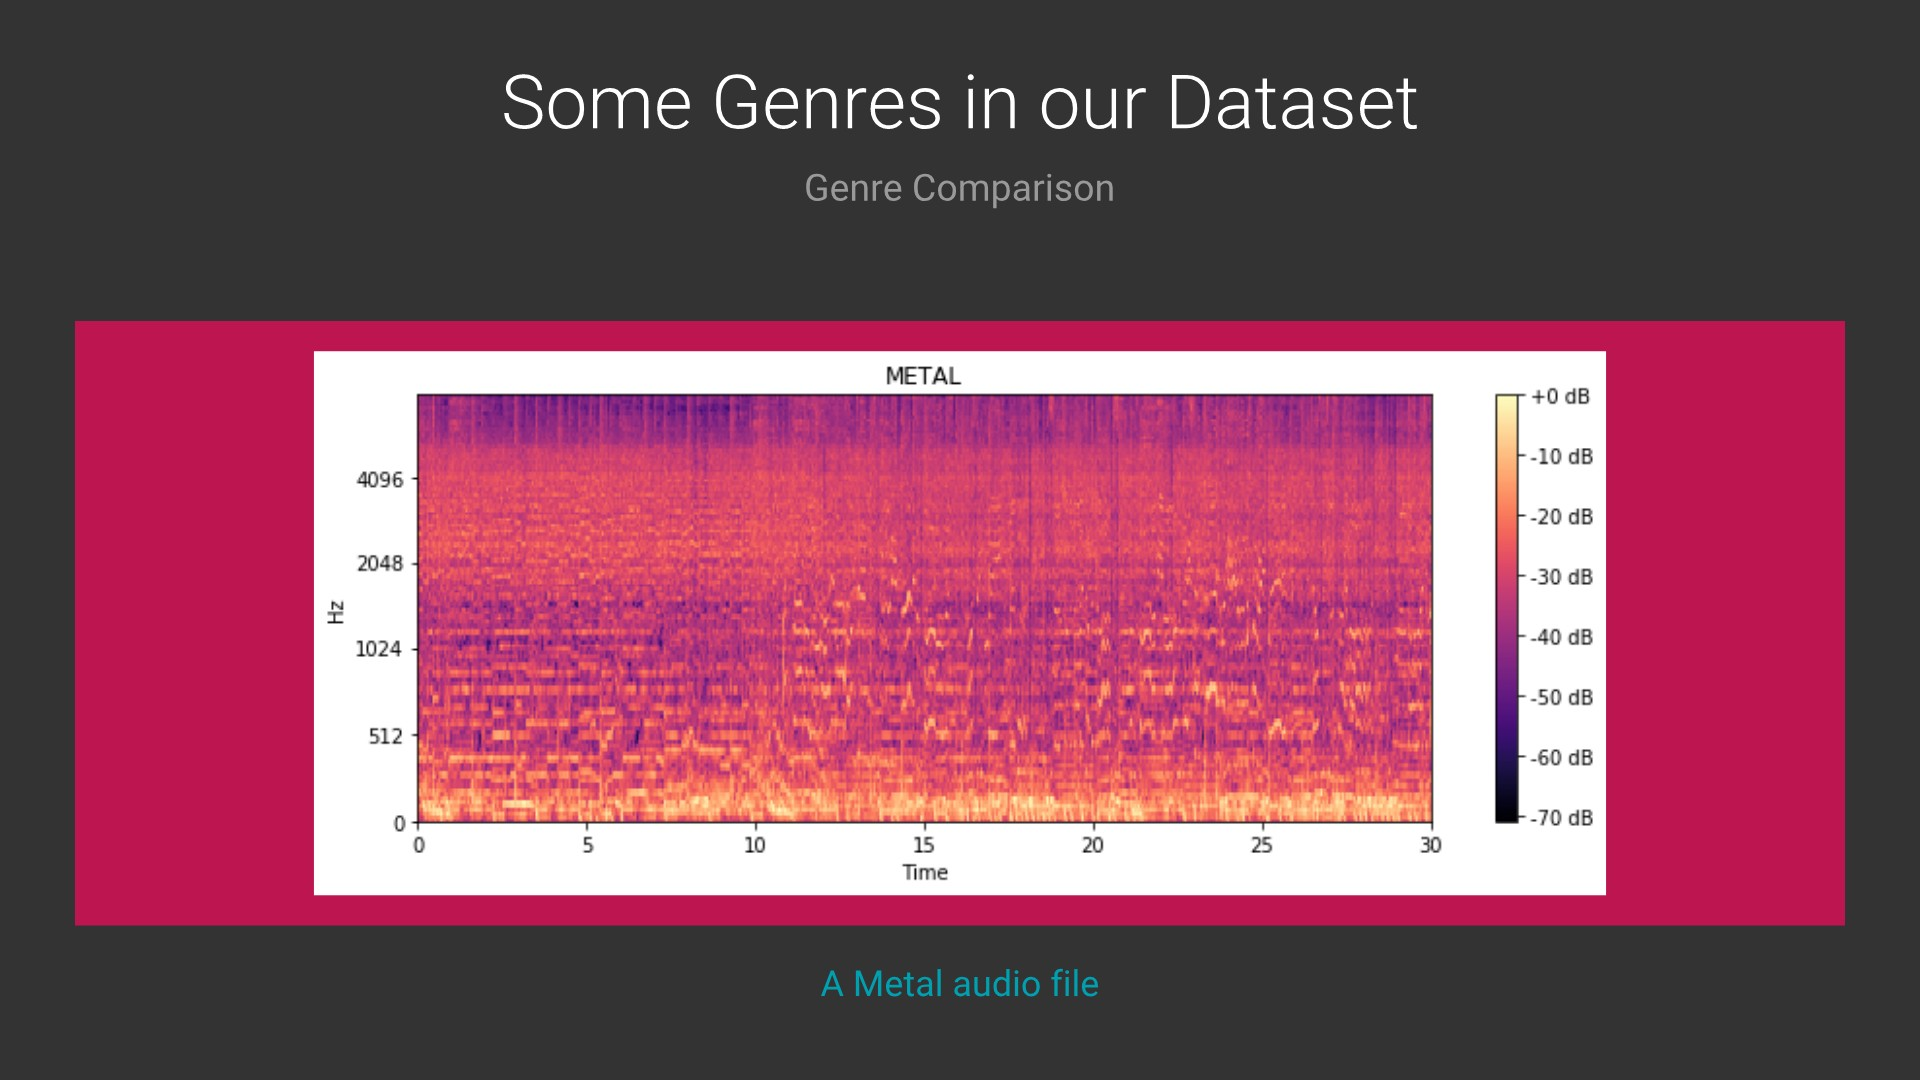 Some Genres in our Dataset
Genre Comparison
METAL
+0 dB
-10 dB
-20 dB
-30 dB
-40 dB
-50 dB
-60 dB
-70 dB
4096
2048
1024
512
0
Hz
0 5 10 15 20 25 30
Time
A Metal audio file